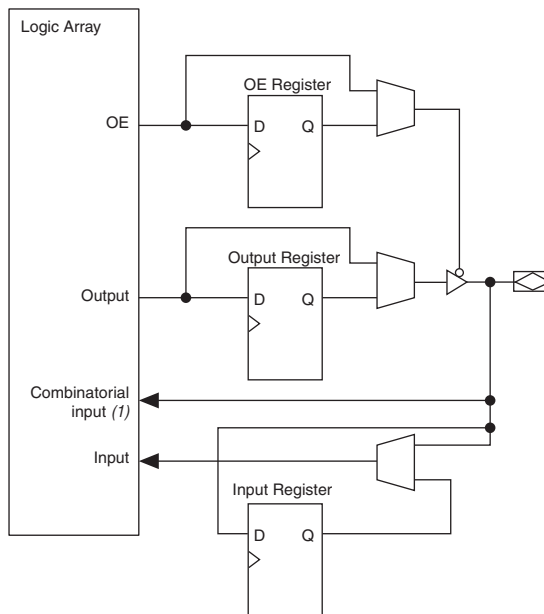 Logic Array
OE Register
OE
D Q
Output Register
Output
D Q
Combinatorial
input (1)
Input
Input Register
D Q